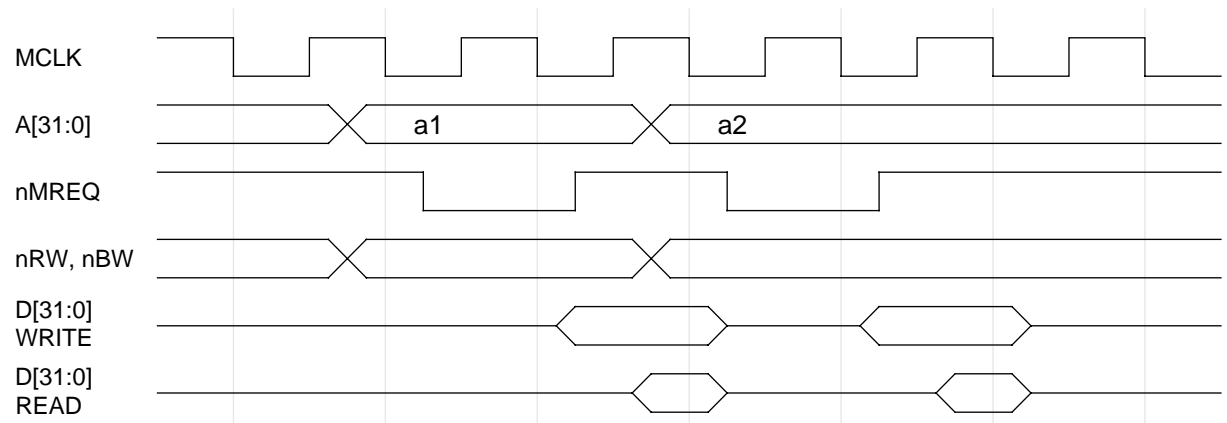 MCLK
A[31:0]
a1
a2
nMREQ
nRW, nBW
D[31:0]
WRITE
D[31:0]
READ